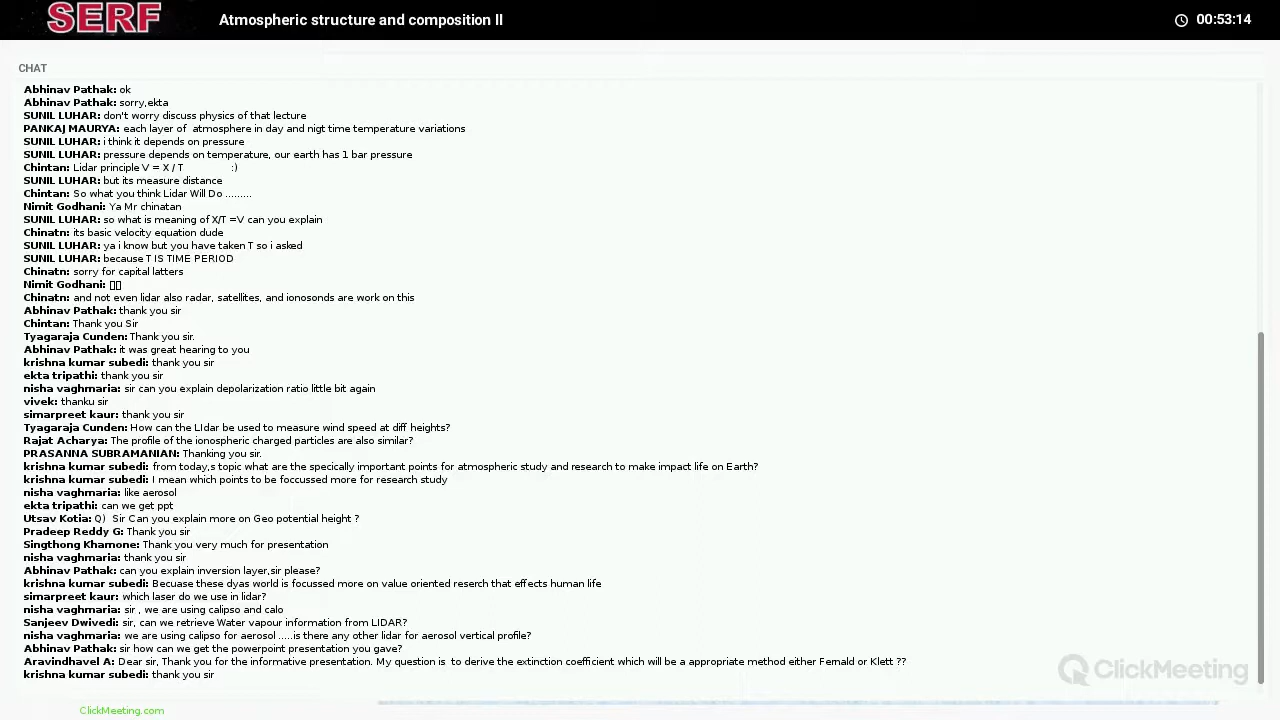 SERF
Atmospheric structure and composition II
00:53:14
CHAT
Abhinav Pathak: ok
Abhinav Pathak: sorry,ekta
SUNIL LUHAR: don't worry discuss physics of that lecture
PANKAJ MAURYA: each layer of  atmosphere in day and nigt time temperature variations
SUNIL LUHAR: i think it depends on pressure
SUNIL LUHAR: pressure depends on temperature, our earth has 1 bar pressure
Chintan: Lidar principle V = X / T :)
SUNIL LUHAR: but its measure distance
Chintan: So what you think Lidar Will Do .........
Nimit Godhani: Ya Mr chinatan
SUNIL LUHAR: so what is meaning of X/T =V can you explain
Chinatn: its basic velocity equation dude
SUNIL LUHAR: ya i know but you have taken T so i asked
SUNIL LUHAR: because T IS TIME PERIOD
Chinatn: sorry for capital latters
Nimit Godhani:
Chinatn: and not even lidar also radar, satellites, and ionosonds are work on this
Abhinav Pathak: thank you sir
Chintan: Thank you Sir
Tyagaraja Cunden: Thank you sir.
Abhinav Pathak: it was great hearing to you
krishna kumar subedi: thank you sir
ekta tripathi: thank you sir
nisha vaghmaria: sir can you explain depolarization ratio little bit again
vivek: thanku sir
simarpreet kaur: thank you sir
Tyagaraja Cunden: How can the LIdar be used to measure wind speed at diff heights?
Rajat Acharya: The profile of the ionospheric charged particles are also similar?
PRASANNA SUBRAMANIAN: Thanking you sir.
krishna kumar subedi: from today,s topic what are the specically important points for atmospheric study and research to make impact life on Earth?
krishna kumar subedi: I mean which points to be foccussed more for research study
nisha vaghmaria: like aerosol
ekta tripathi: can we get ppt
Utsav Kotia: Q)  Sir Can you explain more on Geo potential height ?
Pradeep Reddy G: Thank you sir
Singthong Khamone: Thank you very much for presentation
nisha vaghmaria: thank you sir
Abhinav Pathak: can you explain inversion layer,sir please?
krishna kumar subedi: Becuase these dyas world is focussed more on value oriented reserch that effects human life
simarpreet kaur: which laser do we use in lidar?
nisha vaghmaria: sir , we are using calipso and calo
Sanjeev Dwivedi: sir, can we retrieve Water vapour information from LIDAR?
nisha vaghmaria: we are using calipso for aerosol .....is there any other lidar for aerosol vertical profile?
Abhinav Pathak: sir how can we get the powerpoint presentation you gave?
Aravindhavel A: Dear sir, Thank you for the informative presentation. My question is  to derive the extinction coefficient which will be a appropriate method either Fernald or Klett ??
krishna kumar subedi: thank you sir
ClickMeeting
ClickMeeting.com